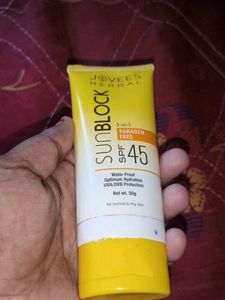 JOVEES
HERBAL
3-in-1
SUNBLOCK
PARABEN
FREE
SPF 45
Water Proof
Optimum Hydration
UVA/UVB Protection
Net wt. 50g
for normal to dry skin